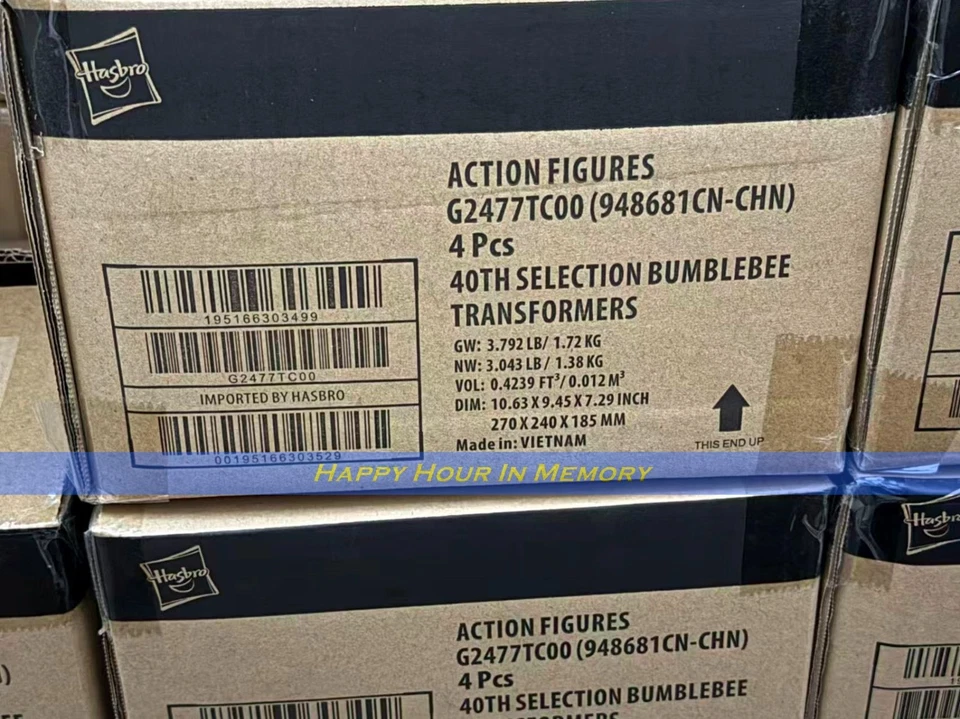 Hasbro
ACTION FIGURES
G2477TC00 (948681CN-CHN)
4 Pcs
40TH SELECTION BUMBLEBEE
TRANSFORMERS
GW: 3.792 LB/ 1.72 KG
NW: 3.043 LB/ 1.38 KG
VOL: 0.4239 FT³/ 0.012 M³
DIM: 10.63 X 9.45 X 7.29 INCH
270 X 240 X 185 MM
Made in: VIETNAM
THIS END UP
195166303499
G2477TC00
IMPORTED BY HASBRO
00195166303529
HAPPY HOUR IN MEMORY
Hasbro
ACTION FIGURES
G2477TC00 (948681CN-CHN)
4 Pcs
40TH SELECTION BUMBLEBEE
TRANSFORMERS
Hasbro